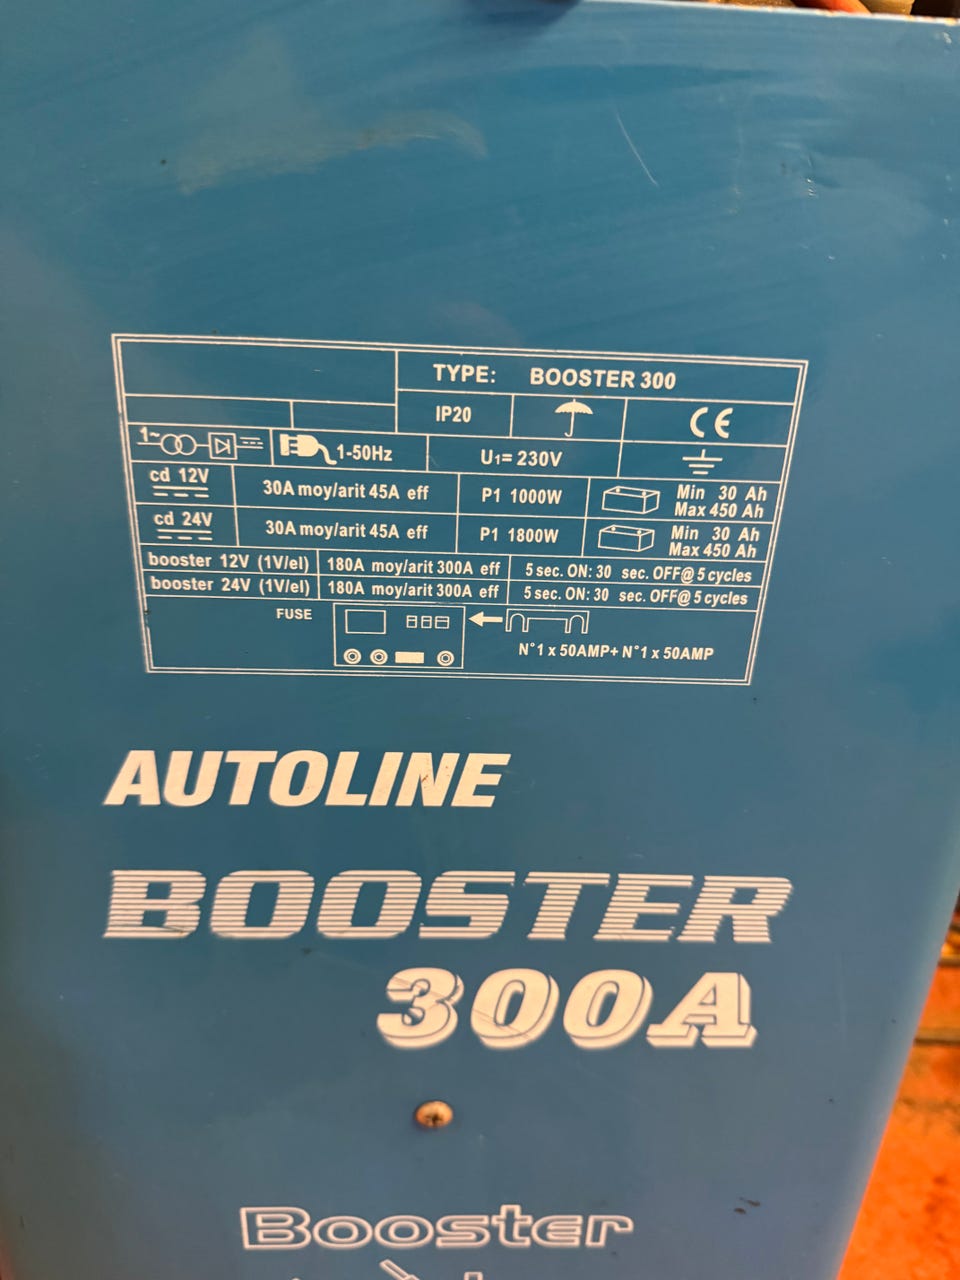 TYPE: BOOSTER 300
IP20 CE
1~ 1-50Hz U1= 230V
cd 12V 30A moy/arit 45A eff P1 1000W Min 30 Ah
Max 450 Ah
cd 24V 30A moy/arit 45A eff P1 1800W Min 30 Ah
Max 450 Ah
booster 12V (1V/el) 180A moy/arit 300A eff 5 sec. ON: 30 sec. OFF@ 5 cycles
booster 24V (1V/el) 180A moy/arit 300A eff 5 sec. ON: 30 sec. OFF@ 5 cycles
FUSE
N°1 x 50AMP+ N°1 x 50AMP
AUTOLINE
BOOSTER
300A
Booster